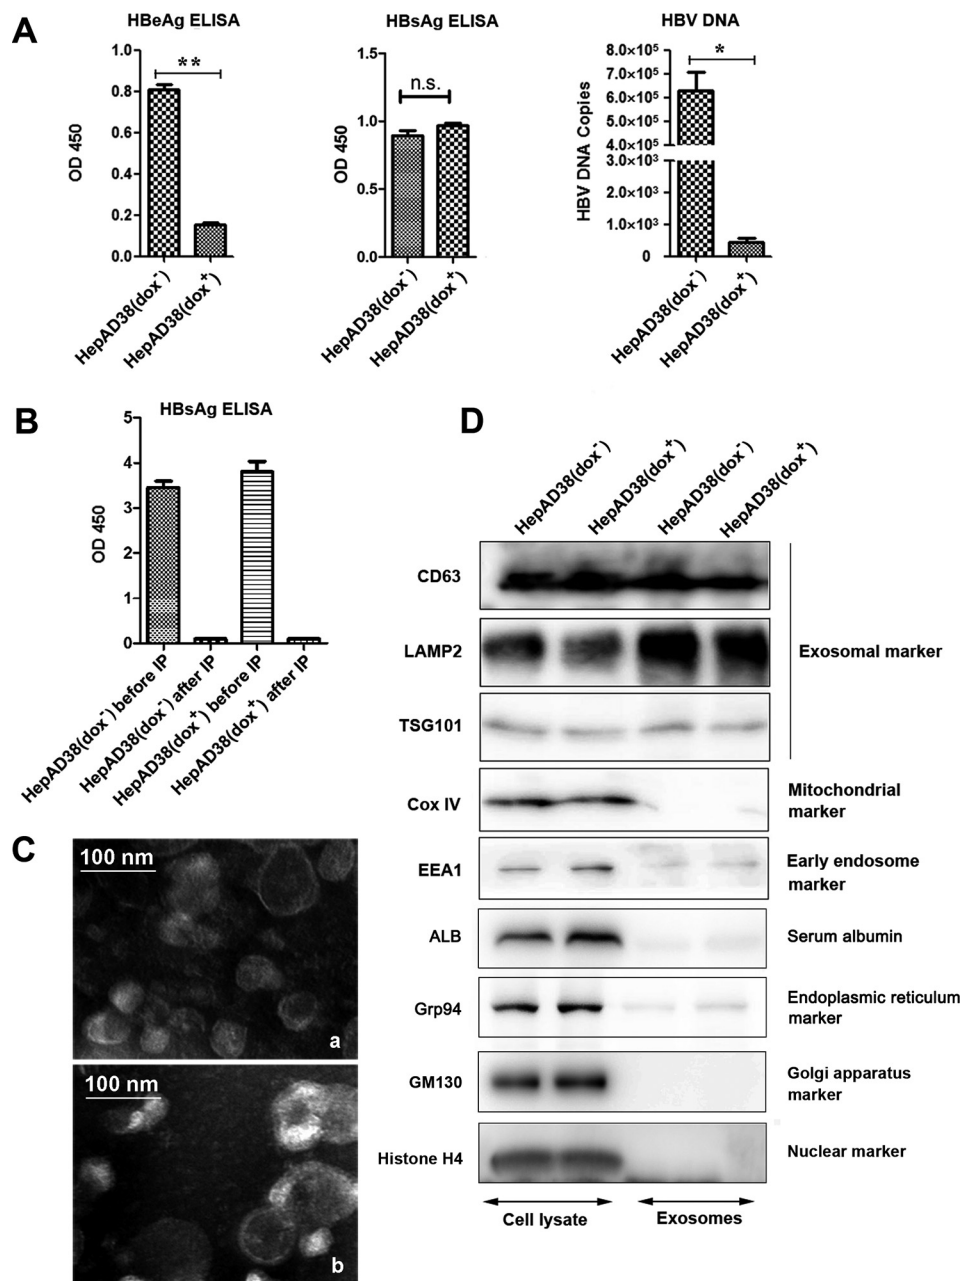 A
HBeAg ELISA
OD 450
1.0
0.8
0.6
0.4
0.2
0.0
**
HepAD38(dox⁻)
HepAD38(dox⁺)
HBsAg ELISA
OD 450
1.5
1.0
0.5
0.0
n.s.
HepAD38(dox⁻)
HepAD38(dox⁺)
HBV DNA
HBV DNA Copies
8.0×10⁵
7.0×10⁵
6.0×10⁵
5.0×10⁵
4.0×10⁵
3.0×10³
2.0×10³
1.0×10³
0
*
HepAD38(dox⁻)
HepAD38(dox⁺)
B
HBsAg ELISA
OD 450
5
4
3
2
1
0
HepAD38(dox⁻) before IP
HepAD38(dox⁻) after IP
HepAD38(dox⁺) before IP
HepAD38(dox⁺) after IP
C
100 nm
a
100 nm
b
D
HepAD38(dox⁻)
HepAD38(dox⁺)
HepAD38(dox⁻)
HepAD38(dox⁺)
CD63
LAMP2
Exosomal marker
TSG101
Cox IV
Mitochondrial
marker
EEA1
Early endosome
marker
ALB
Serum albumin
Grp94
Endoplasmic reticulum
marker
GM130
Golgi apparatus
marker
Histone H4
Nuclear marker
Cell lysate
Exosomes